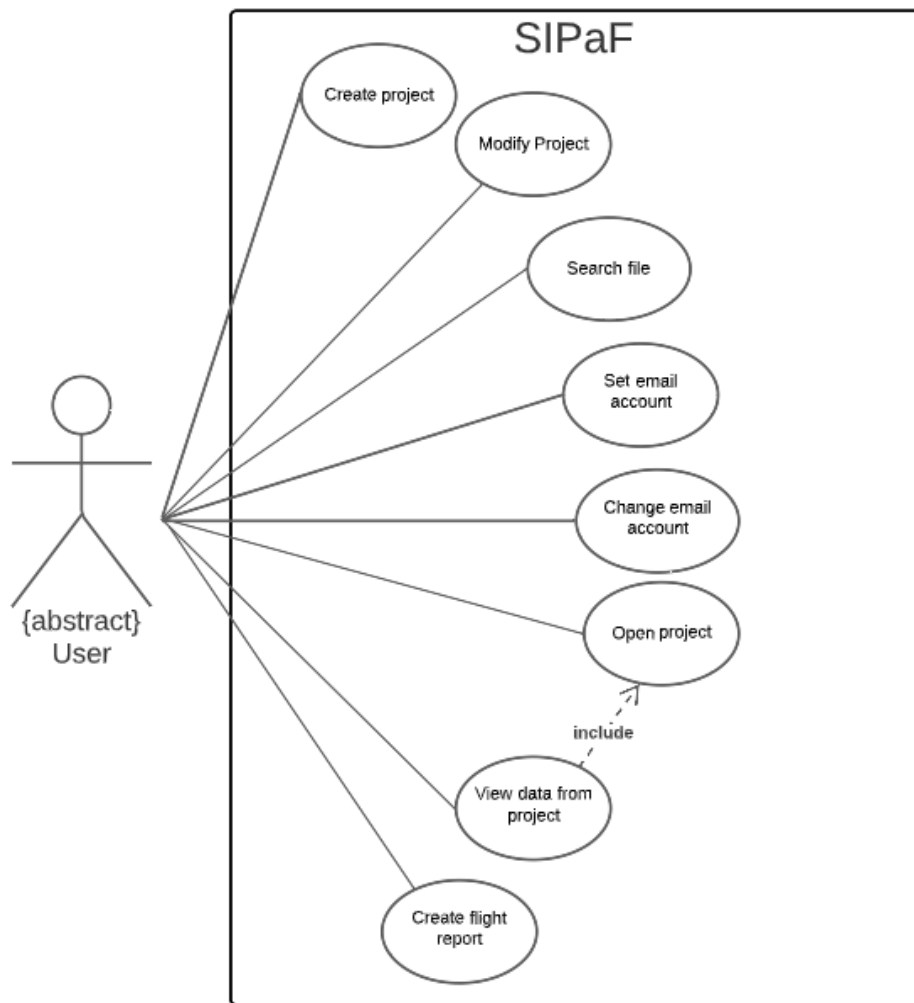 SIPaF
Create project
Modify Project
Search file
Set email
account
Change email
account
Open project
include
View data from
project
Create flight
report
{abstract}
User